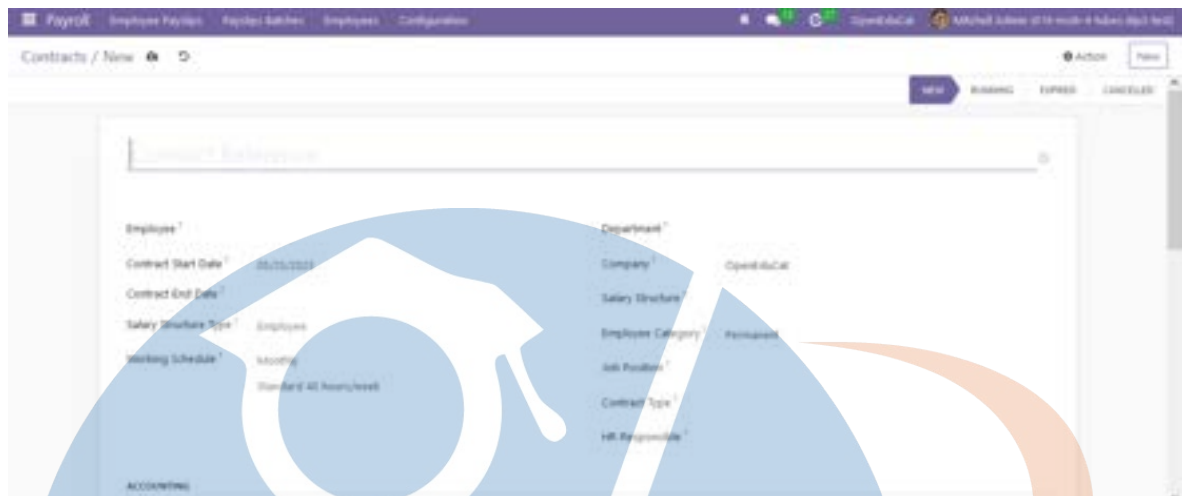 Payroll Employee Payslips Payslips Batches Employees Configuration OpenEduCat Mitchell Admin
Contracts / New Action New
NEW RUNNING EXPIRED CANCELLED
Contract Reference
Employee ? Department ?
Contract Start Date ? Company ? OpenEduCat
Contract End Date ? Salary Structure ?
Salary Structure Type ? Employee Employee Category ? Permanent
Working Schedule ? Monthly Job Position ?
Standard 40 hours/week
Contract Type ?
HR Responsible ?
ACCOUNTING